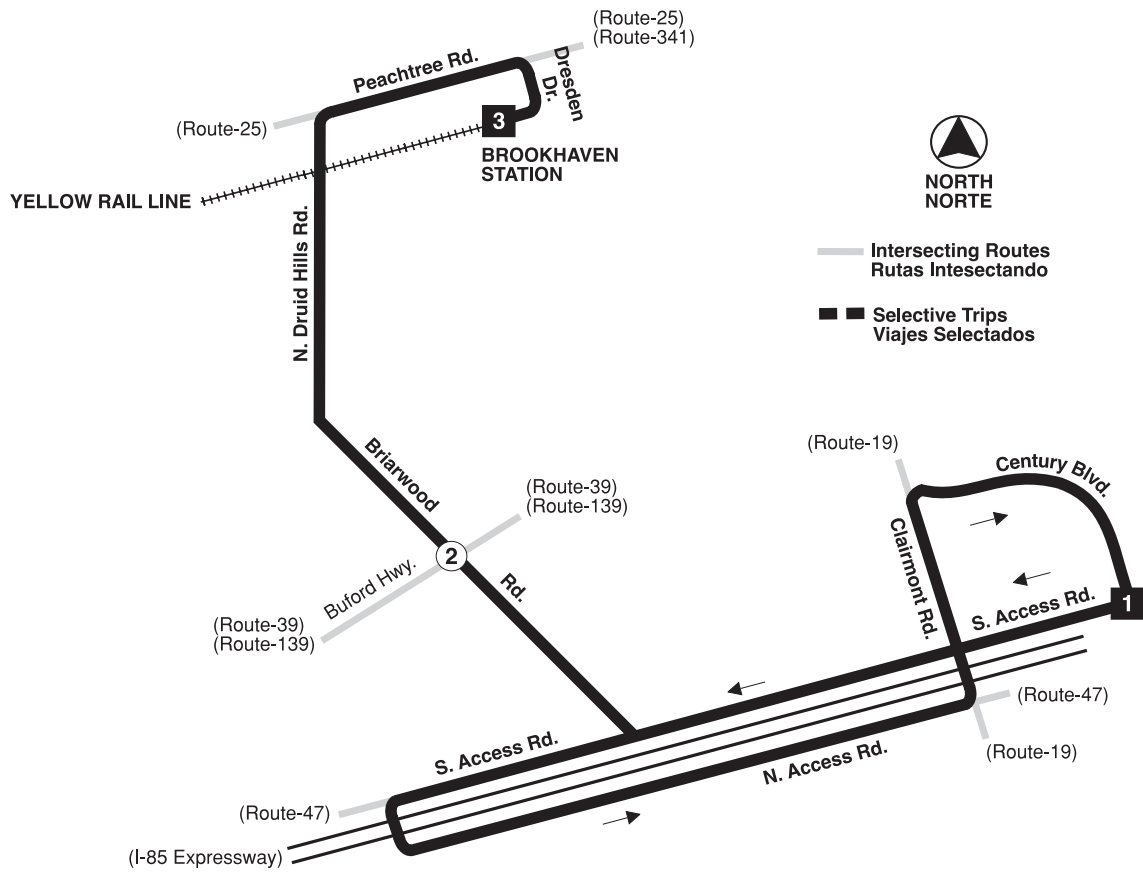 (Route-25)
(Route-341)
Peachtree Rd.
Dresden
Dr.
(Route-25)
3
BROOKHAVEN
STATION
YELLOW RAIL LINE
NORTH
NORTE
N. Druid Hills Rd.
Intersecting Routes
Rutas Intesectando
Selective Trips
Viajes Selectados
(Route-19)
Century Blvd.
Briarwood
(Route-39)
(Route-139)
2
Clairmont Rd.
Buford Hwy.
Rd.
(Route-39)
(Route-139)
S. Access Rd.
1
(Route-47)
S. Access Rd.
N. Access Rd.
(Route-19)
(Route-47)
(I-85 Expressway)